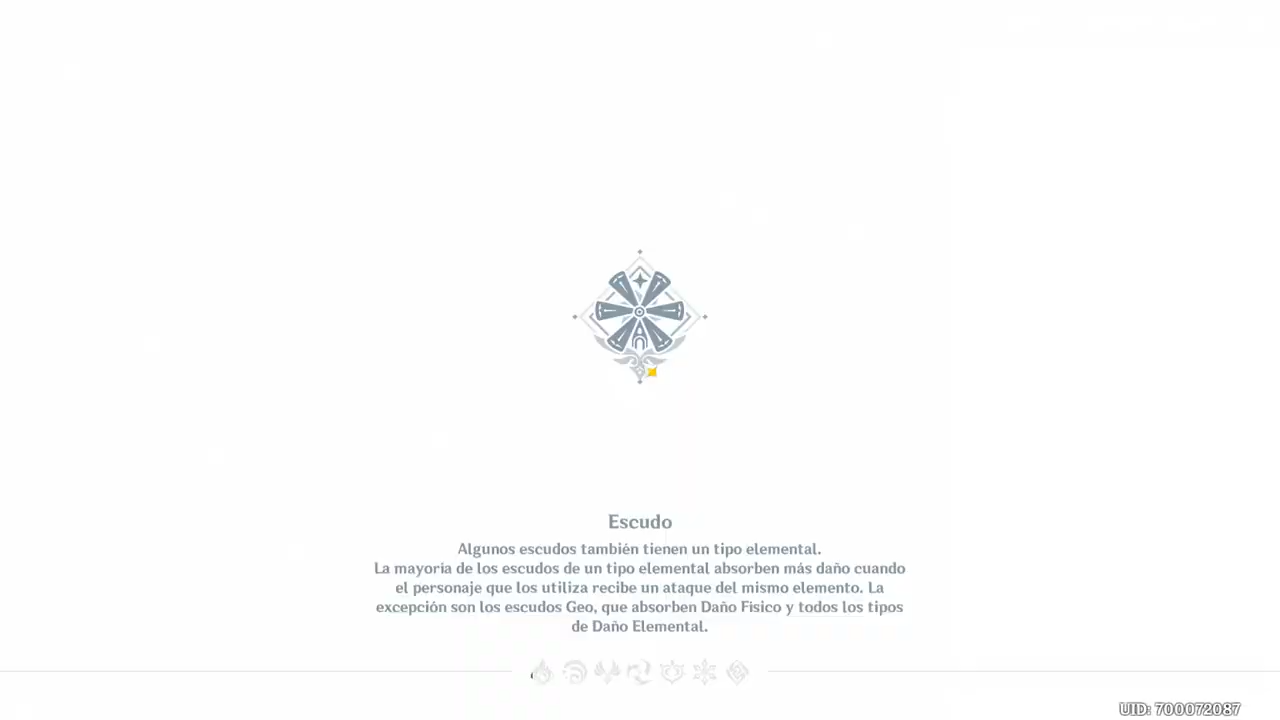 Escudo
Algunos escudos también tienen un tipo elemental.
La mayoría de los escudos de un tipo elemental absorben más daño cuando
el personaje que los utiliza recibe un ataque del mismo elemento. La
excepción son los escudos Geo, que absorben Daño Físico y todos los tipos
de Daño Elemental.
UID: 700072087